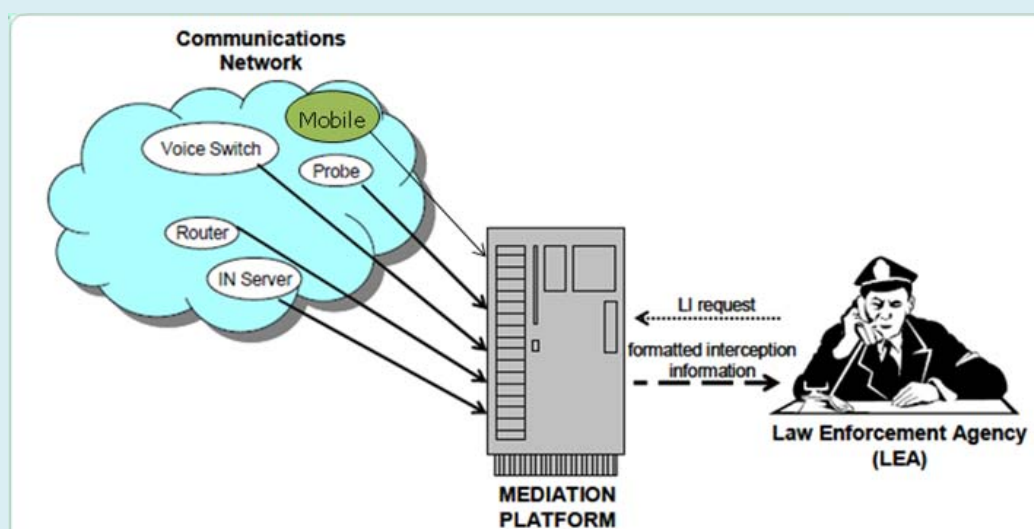 Communications
Network
Mobile
Voice Switch
Probe
Router
IN Server
LI request
formatted interception
information
Law Enforcement Agency
(LEA)
MEDIATION
PLATFORM